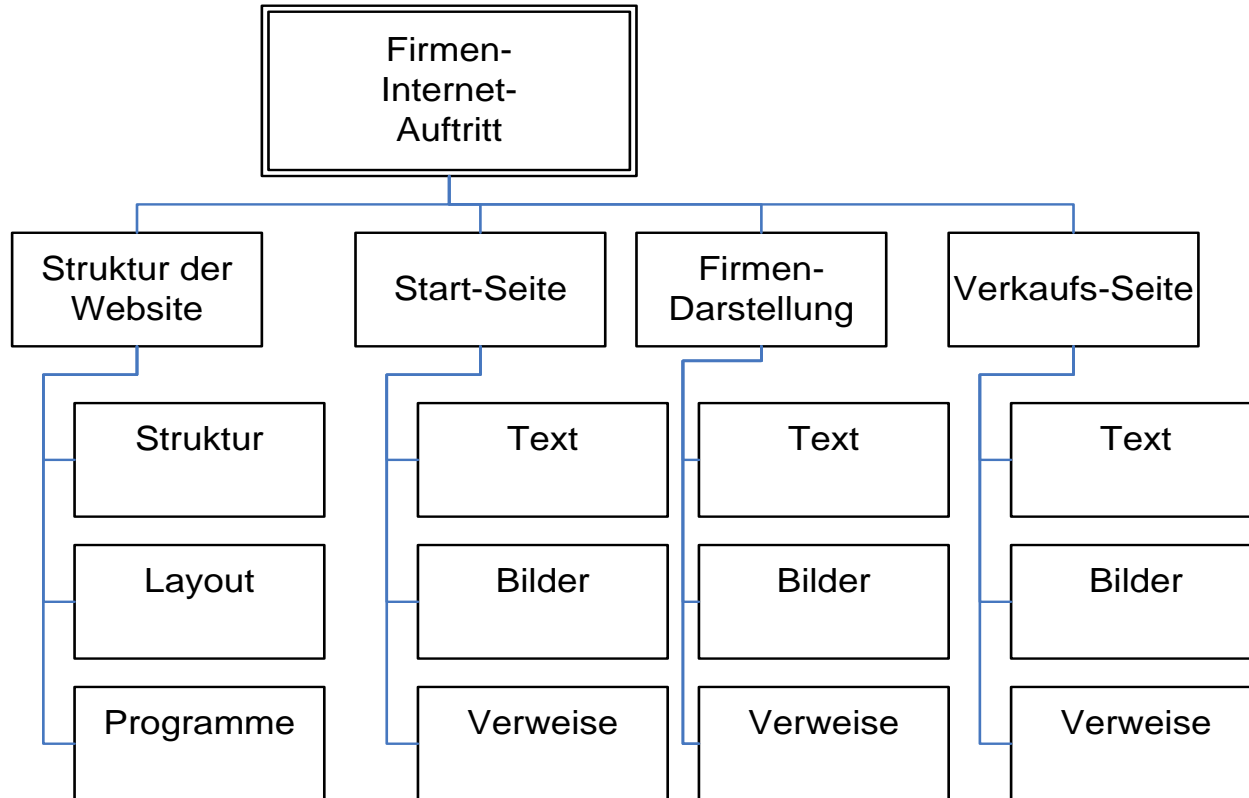 Firmen-
Internet-
Auftritt
Struktur der
Website
Start-Seite
Firmen-
Darstellung
Verkaufs-Seite
Struktur
Text
Text
Text
Layout
Bilder
Bilder
Bilder
Programme
Verweise
Verweise
Verweise